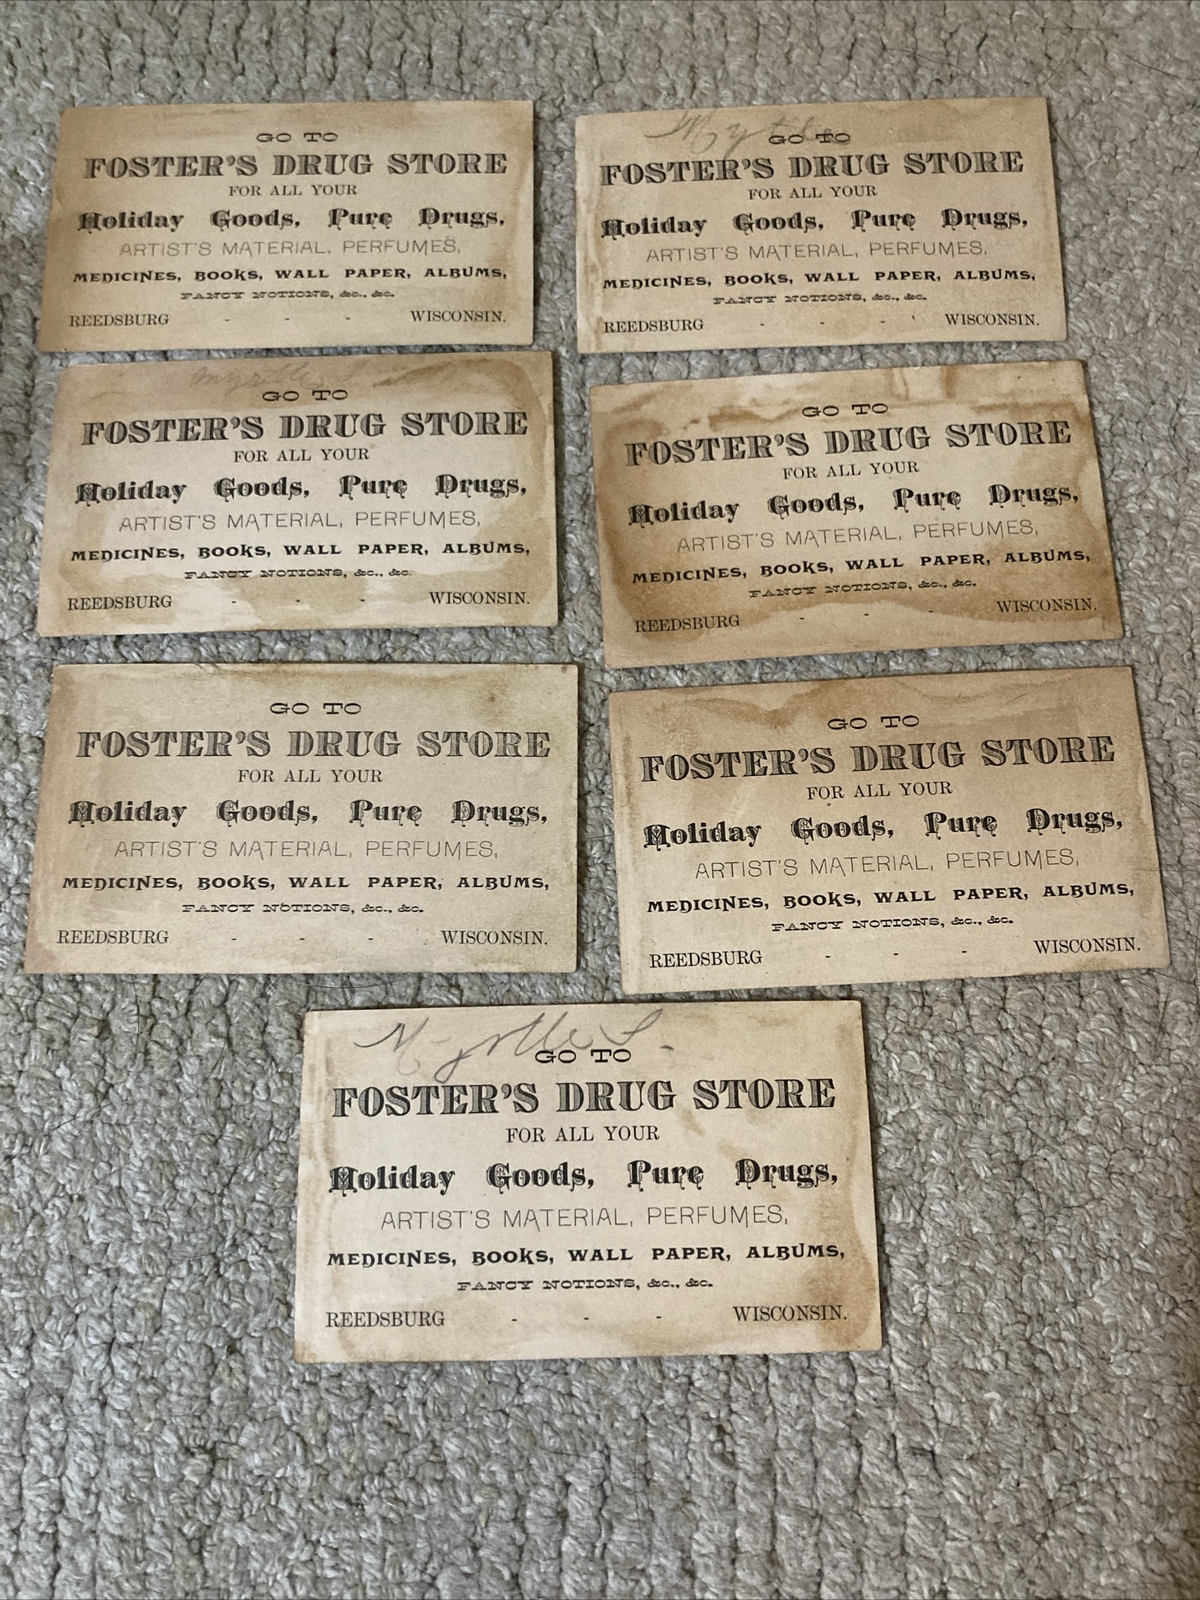 GO TO
FOSTER'S DRUG STORE
FOR ALL YOUR
Holiday Goods, Pure Drugs,
ARTIST'S MATERIAL, PERFUMES,
MEDICINES, BOOKS, WALL PAPER, ALBUMS,
FANCY NOTIONS, &c., &c.
REEDSBURG - - - WISCONSIN.
GO TO
FOSTER'S DRUG STORE
FOR ALL YOUR
Holiday Goods, Pure Drugs,
ARTIST'S MATERIAL, PERFUMES,
MEDICINES, BOOKS, WALL PAPER, ALBUMS,
FANCY NOTIONS, &c., &c.
REEDSBURG - - - WISCONSIN.
GO TO
FOSTER'S DRUG STORE
FOR ALL YOUR
Holiday Goods, Pure Drugs,
ARTIST'S MATERIAL, PERFUMES,
MEDICINES, BOOKS, WALL PAPER, ALBUMS,
FANCY NOTIONS, &c., &c.
REEDSBURG - - - WISCONSIN.
GO TO
FOSTER'S DRUG STORE
FOR ALL YOUR
Holiday Goods, Pure Drugs,
ARTIST'S MATERIAL, PERFUMES,
MEDICINES, BOOKS, WALL PAPER, ALBUMS,
FANCY NOTIONS, &c., &c.
REEDSBURG - - - WISCONSIN.
GO TO
FOSTER'S DRUG STORE
FOR ALL YOUR
Holiday Goods, Pure Drugs,
ARTIST'S MATERIAL, PERFUMES,
MEDICINES, BOOKS, WALL PAPER, ALBUMS,
FANCY NOTIONS, &c., &c.
REEDSBURG - - - WISCONSIN.
GO TO
FOSTER'S DRUG STORE
FOR ALL YOUR
Holiday Goods, Pure Drugs,
ARTIST'S MATERIAL, PERFUMES,
MEDICINES, BOOKS, WALL PAPER, ALBUMS,
FANCY NOTIONS, &c., &c.
REEDSBURG - - - WISCONSIN.
Myrtle S.
GO TO
FOSTER'S DRUG STORE
FOR ALL YOUR
Holiday Goods, Pure Drugs,
ARTIST'S MATERIAL, PERFUMES,
MEDICINES, BOOKS, WALL PAPER, ALBUMS,
FANCY NOTIONS, &c., &c.
REEDSBURG - - - WISCONSIN.